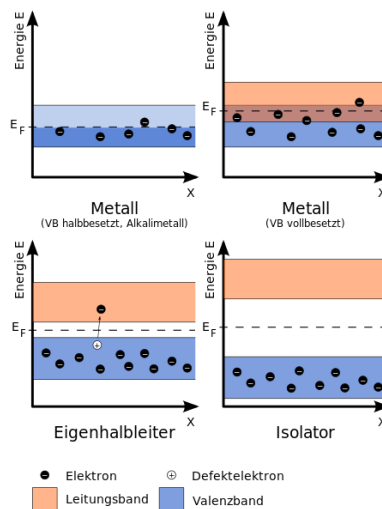 Energie E
E_F
X
Metall
(VB halbbesetzt, Alkalimetall)
Energie E
E_F
X
Metall
(VB vollbesetzt)
Energie E
E_F
X
Eigenhalbleiter
Energie E
E_F
X
Isolator
Elektron
Defektelektron
Leitungsband
Valenzband